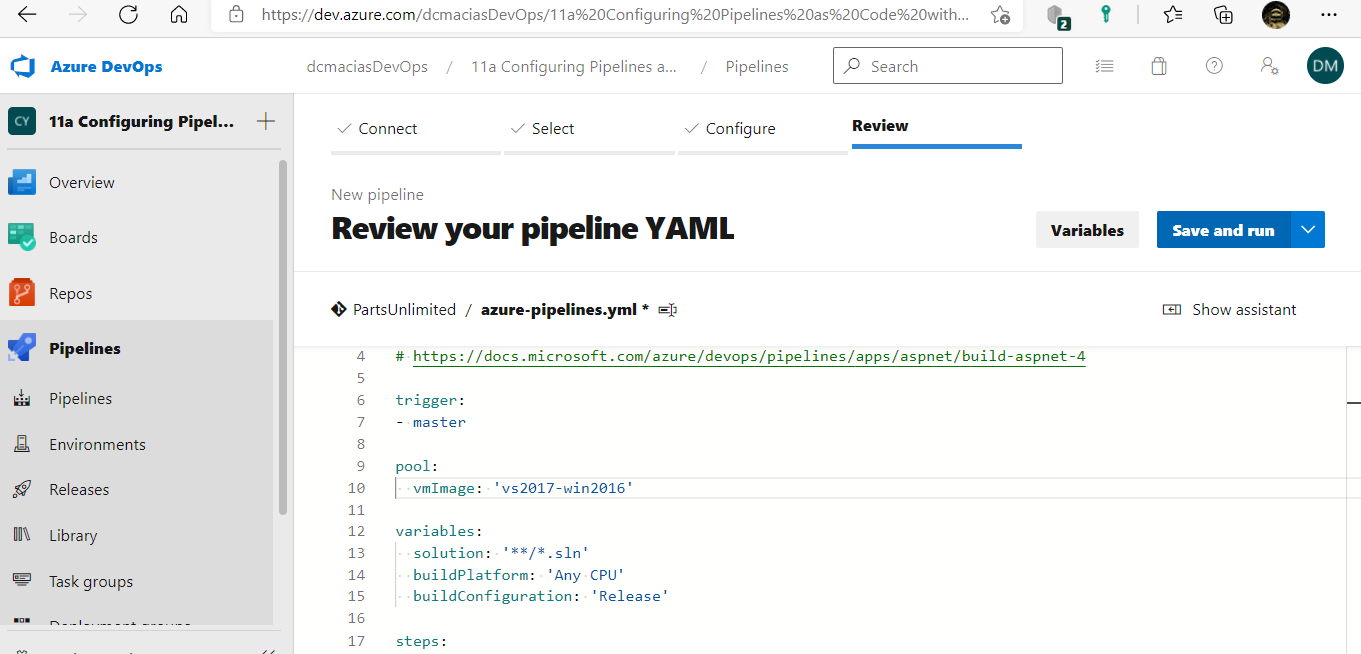 https://dev.azure.com/dcmaciasDevOps/11a%20Configuring%20Pipelines%20as%20Code%20with...
2
Azure DevOps
dcmaciasDevOps / 11a Configuring Pipelines a... / Pipelines
Search
DM
CY 11a Configuring Pipel...
Overview
Boards
Repos
Pipelines
Pipelines
Environments
Releases
Library
Task groups
Deployment groups
Connect
Select
Configure
Review
New pipeline
Review your pipeline YAML
Variables
Save and run
PartsUnlimited / azure-pipelines.yml *
Show assistant
4 # https://docs.microsoft.com/azure/devops/pipelines/apps/aspnet/build-aspnet-4
5
6 trigger:
7 - master
8
9 pool:
10 vmImage: 'vs2017-win2016'
11
12 variables:
13 solution: '**/*.sln'
14 buildPlatform: 'Any CPU'
15 buildConfiguration: 'Release'
16
17 steps: